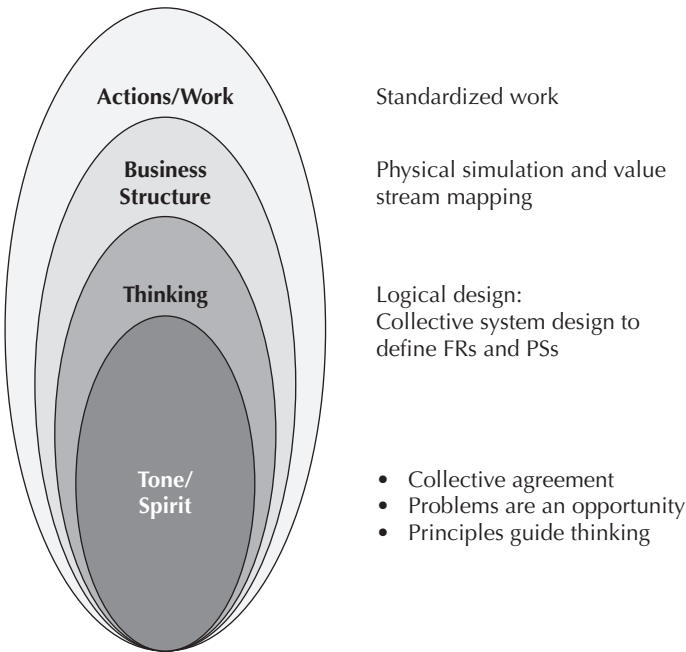 Actions/Work
Standardized work
Business
Structure
Physical simulation and value
stream mapping
Thinking
Logical design:
Collective system design to
define FRs and PSs
Tone/
Spirit
• Collective agreement
• Problems are an opportunity
• Principles guide thinking